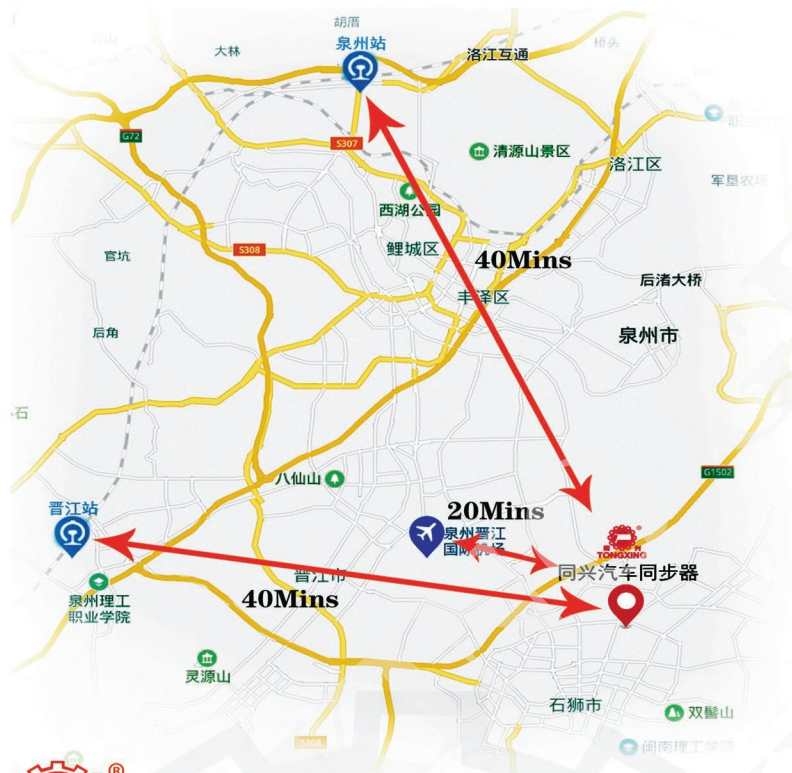 胡厝
泉州站
大林
洛江互通
桥头
G72
S307
清源山景区
洛江区
军垦农场
西湖公园
鲤城区
S308
官坑
40Mins
后渚大桥
丰泽区
泉州市
后角
石
G1502
八仙山
晋江站
20Mins
泉州晋江
国际机场
®
TONGXING
同兴汽车同步器
晋江市
泉州理工
职业学院
40Mins
灵源山
石狮市
双髻山
S308
闽南理工学院
®